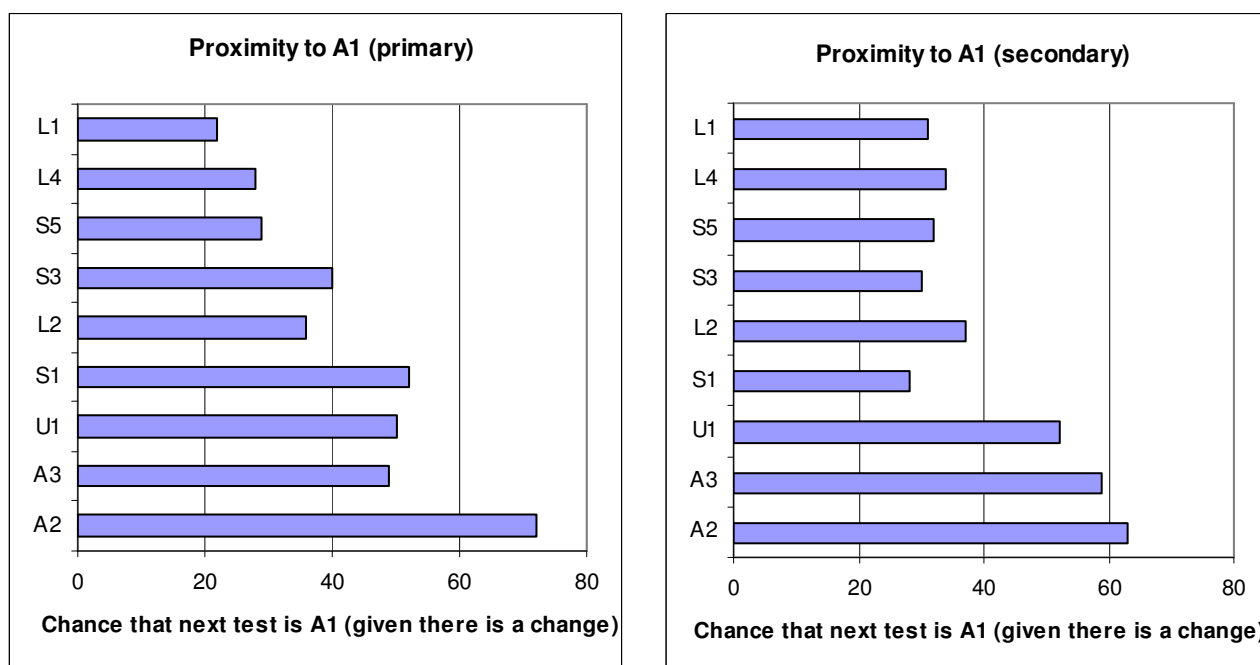 Proximity to A1 (primary)
L1
L4
S5
S3
L2
S1
U1
A3
A2
0 20 40 60 80
Chance that next test is A1 (given there is a change)
Proximity to A1 (secondary)
L1
L4
S5
S3
L2
S1
U1
A3
A2
0 20 40 60 80
Chance that next test is A1 (given there is a change)